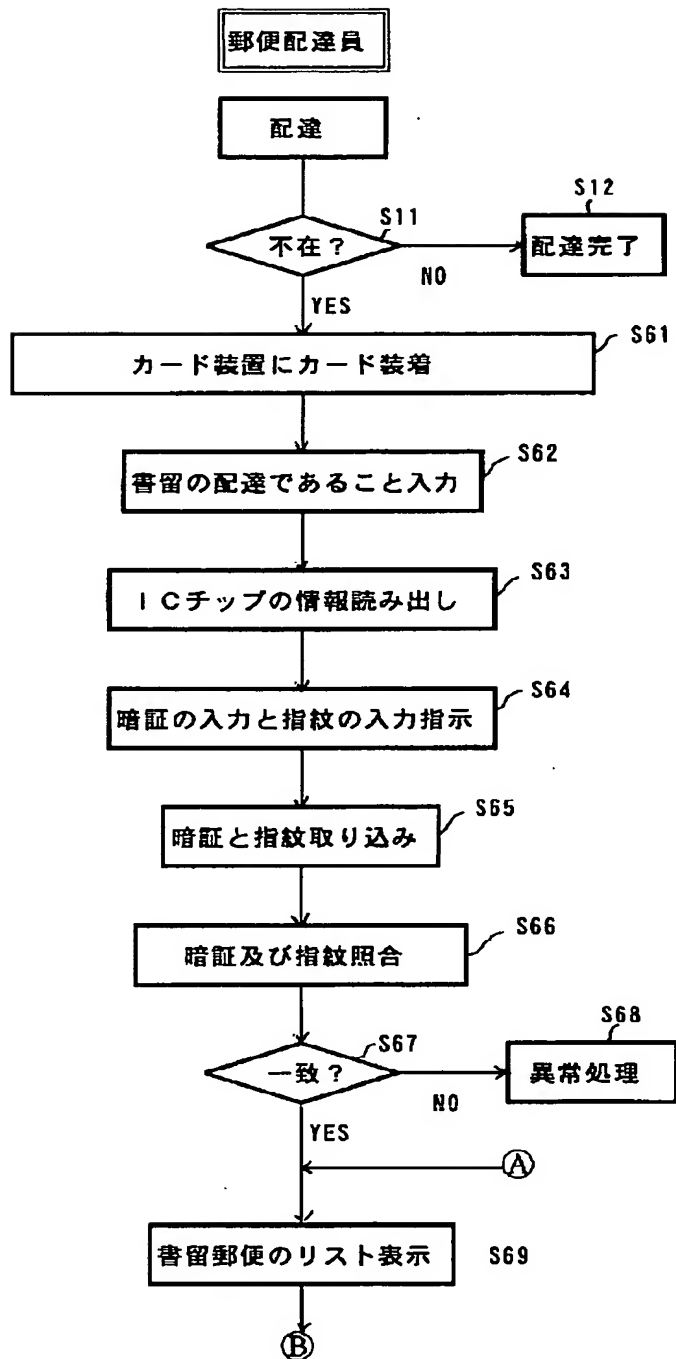 郵便配達員
配達
S11
不在？
NO
S12
配達完了
YES
S61
カード装置にカード装着
S62
書留の配達であること入力
S63
ICチップの情報読み出し
S64
暗証の入力と指紋の入力指示
S65
暗証と指紋取り込み
S66
暗証及び指紋照合
S67
一致？
NO
S68
異常処理
YES
Ⓐ
書留郵便のリスト表示
S69
Ⓑ